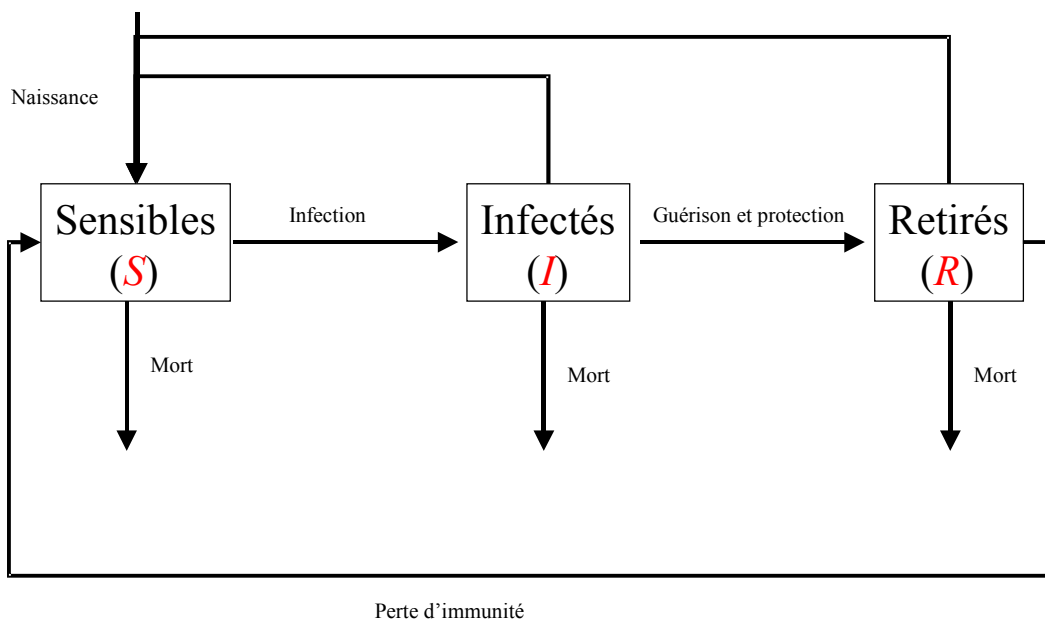 Naissance
Sensibles
(S)
Infection
Infectés
(I)
Guérison et protection
Retirés
(R)
Mort
Mort
Mort
Perte d’immunité